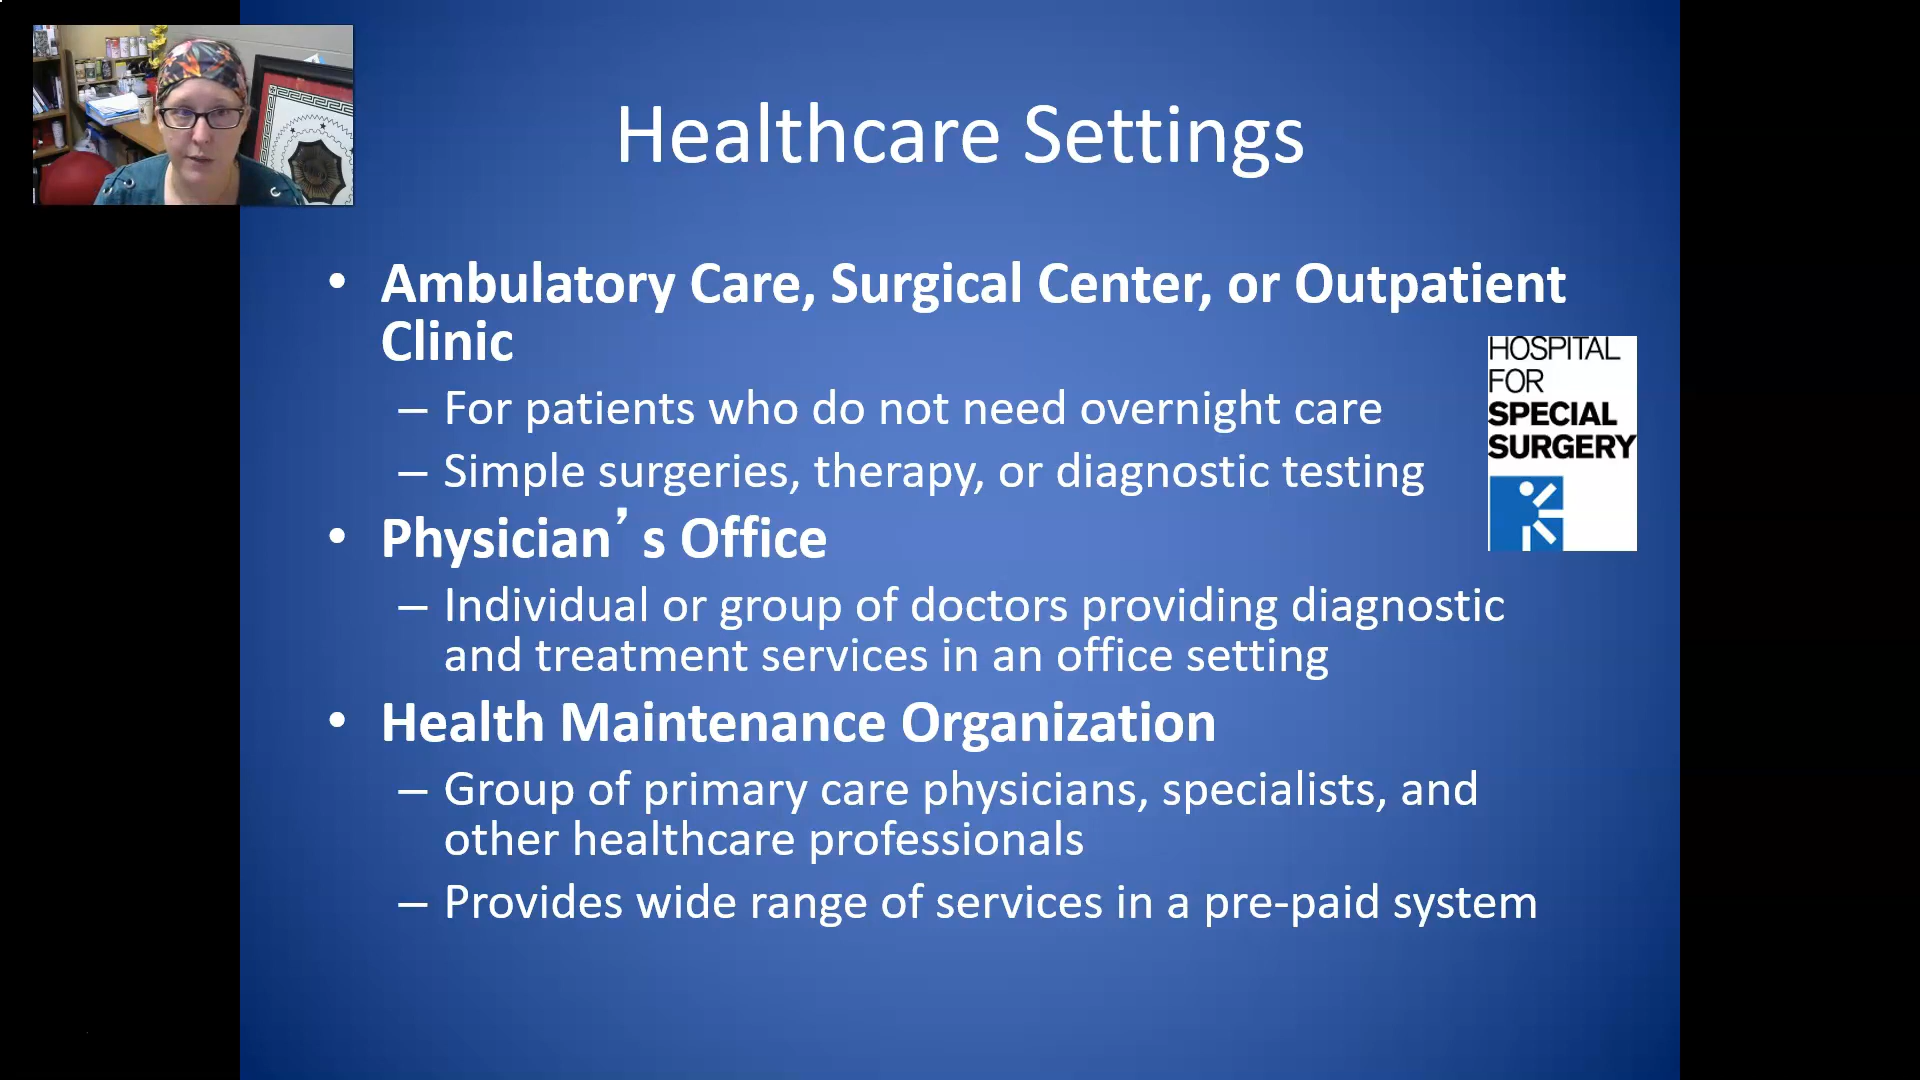 Healthcare Settings
• Ambulatory Care, Surgical Center, or Outpatient
Clinic
– For patients who do not need overnight care
– Simple surgeries, therapy, or diagnostic testing
HOSPITAL
FOR
SPECIAL
SURGERY
• Physician’s Office
– Individual or group of doctors providing diagnostic
and treatment services in an office setting
• Health Maintenance Organization
– Group of primary care physicians, specialists, and
other healthcare professionals
– Provides wide range of services in a pre-paid system